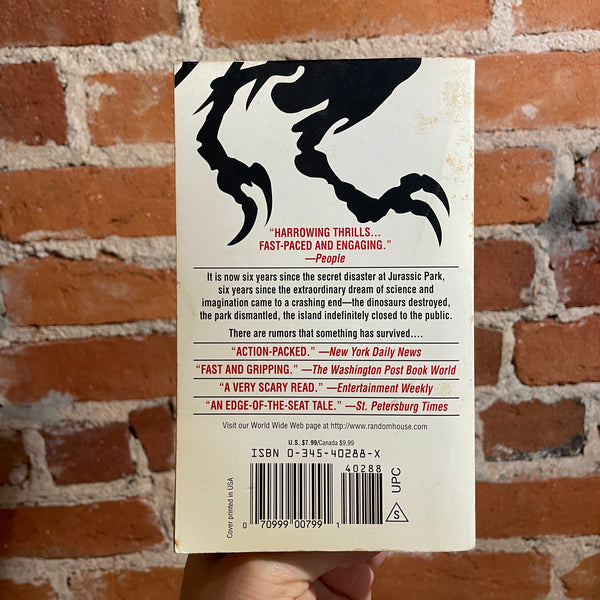 “HARROWING THRILLS...
FAST-PACED AND ENGAGING.”
—People
It is now six years since the secret disaster at Jurassic Park,
six years since the extraordinary dream of science and
imagination came to a crashing end—the dinosaurs destroyed,
the park dismantled, the island indefinitely closed to the public.
There are rumors that something has survived....
“ACTION-PACKED.” —New York Daily News
“FAST AND GRIPPING.” —The Washington Post Book World
“A VERY SCARY READ.” —Entertainment Weekly
“AN EDGE-OF-THE-SEAT TALE.” —St. Petersburg Times
Visit our World Wide Web page at http://www.randomhouse.com
U.S. $7.99/Canada $9.99
ISBN 0-345-40288-X
40288
Cover printed in USA
0 70999 00799 1
UPC
S